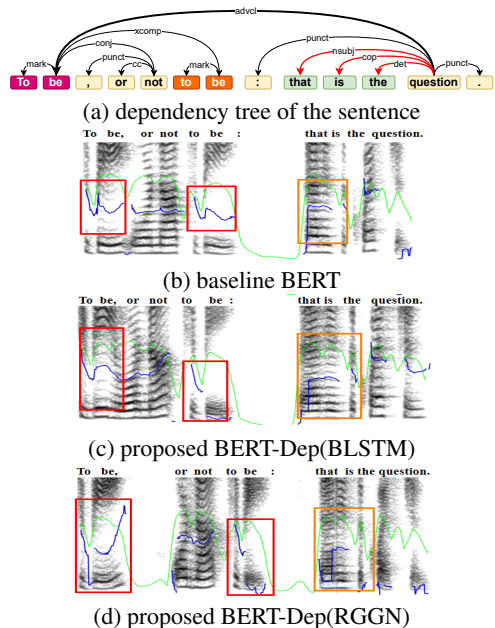 advcl
xcomp
conj
punct
mark
punct
cc
mark
nsubj
cop
det
punct
To be , or not to be : that is the question .
(a) dependency tree of the sentence
To be, or not to be : that is the question.
(b) baseline BERT
To be, or not to be : that is the question.
(c) proposed BERT-Dep(BLSTM)
To be, or not to be : that is the question.
(d) proposed BERT-Dep(RGGN)